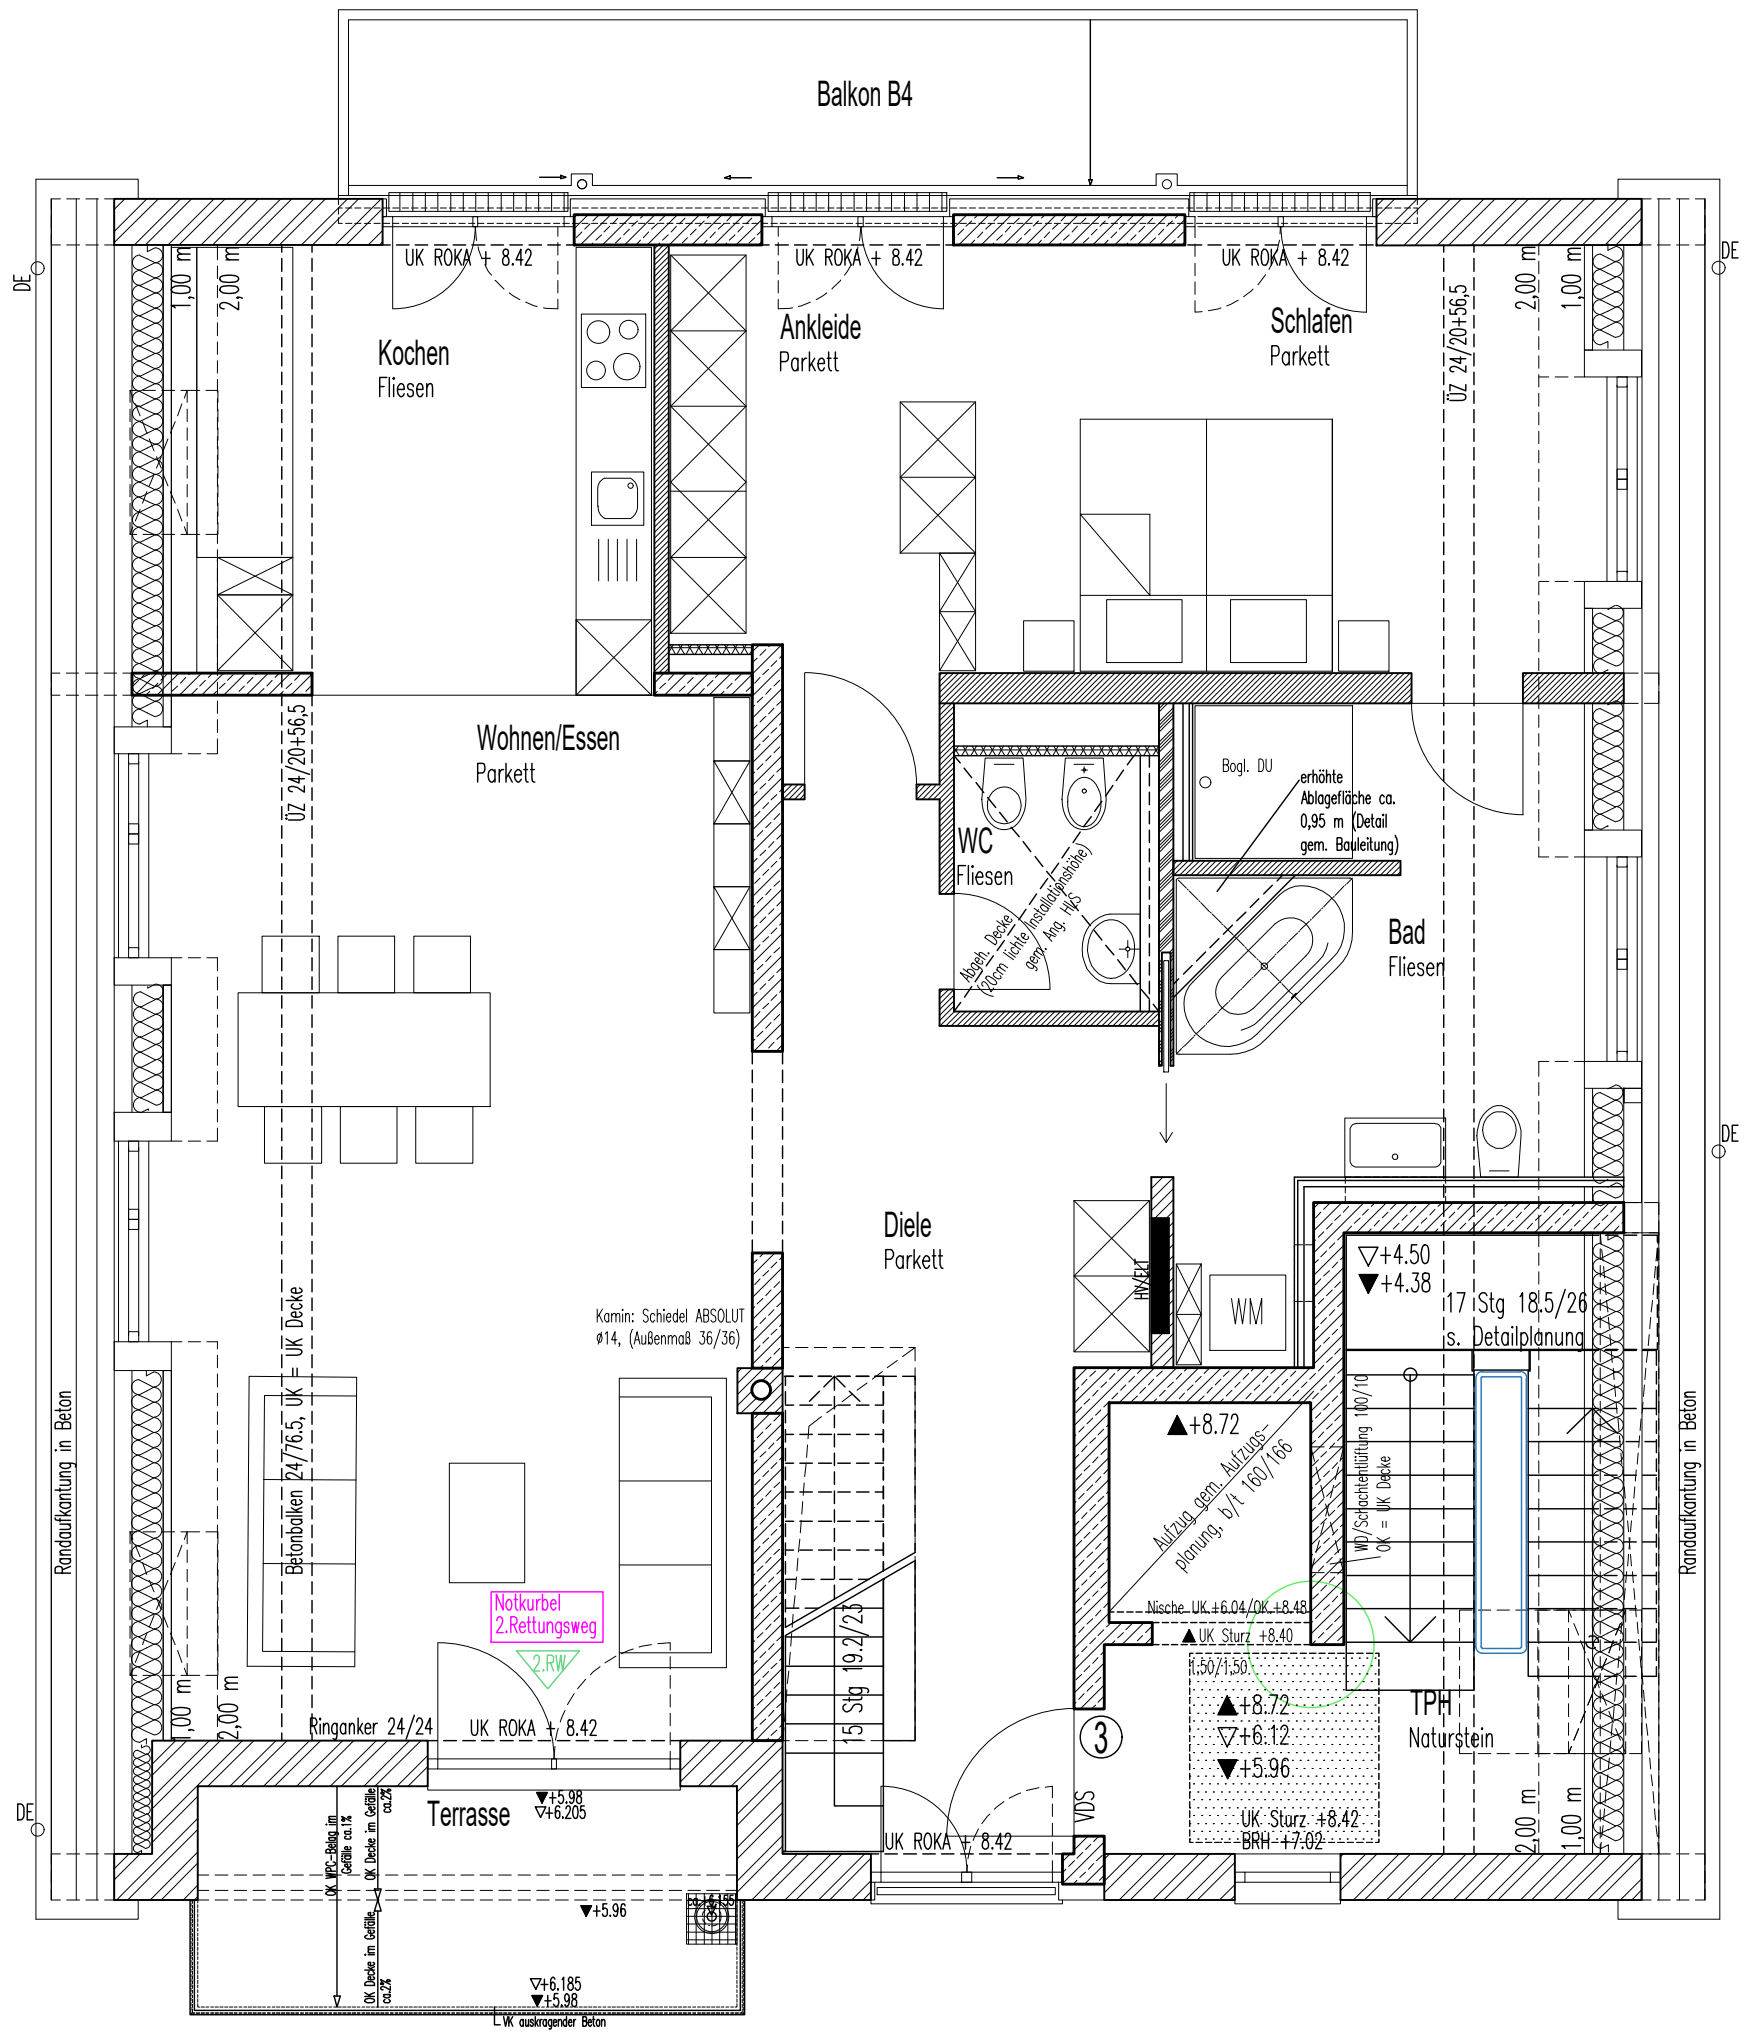 Balkon B4
DE
1,00 m
2,00 m
UK ROKA + 8.42
UK ROKA + 8.42
UK ROKA + 8.42
2,00 m
1,00 m
DE
ÜZ 24/20+56,5
Kochen
Fliesen
Ankleide
Parkett
Schlafen
Parkett
Wohnen/Essen
Parkett
ÜZ 24/20+56,5
Bogl. DU
erhöhte
Ablagefläche ca.
0,95 m (Detail
gem. Bauleitung)
WC
Fliesen
Abgeh. Decke
(20cm lichte Installationshöhe)
gem. Ang. HLS
Bad
Fliesen
DE
Diele
Parkett
HV/ELT
WM
▽+4.50
▼+4.38
17 Stg 18.5/26
s. Detailplanung
Kamin: Schiedel ABSOLUT
ø14, (Außenmaß 36/36)
Betonbalken 24/76.5, UK = UK Decke
Randaufkantung in Beton
Randaufkantung in Beton
▲+8.72
Aufzug gem. Aufzugs-
planung, b/t 160/166
WD/Schachtentlüftung 100/10
OK = UK Decke
Notkurbel
2.Rettungsweg
2.RW
Nische UK +6.04/OK +8.48
▲UK Sturz +8.40
1,50/1,50
15 Stg 19.2/23
▲+8.72
▽+6.12
▼+5.96
TPH
Naturstein
3
VDS
1,00 m
2,00 m
Ringanker 24/24
UK ROKA + 8.42
DE
Terrasse
▼+5.98
▽+6.205
UK ROKA + 8.42
UK Sturz +8.42
BRH +7.02
2,00 m
1,00 m
OK WPC-Belag im
Gefälle ca.1%
OK Decke im Gefälle
ca.2%
OK Decke im Gefälle
ca.2%
ca.+6.155
▼+5.96
▽+6.185
▼+5.98
VK auskragender Beton